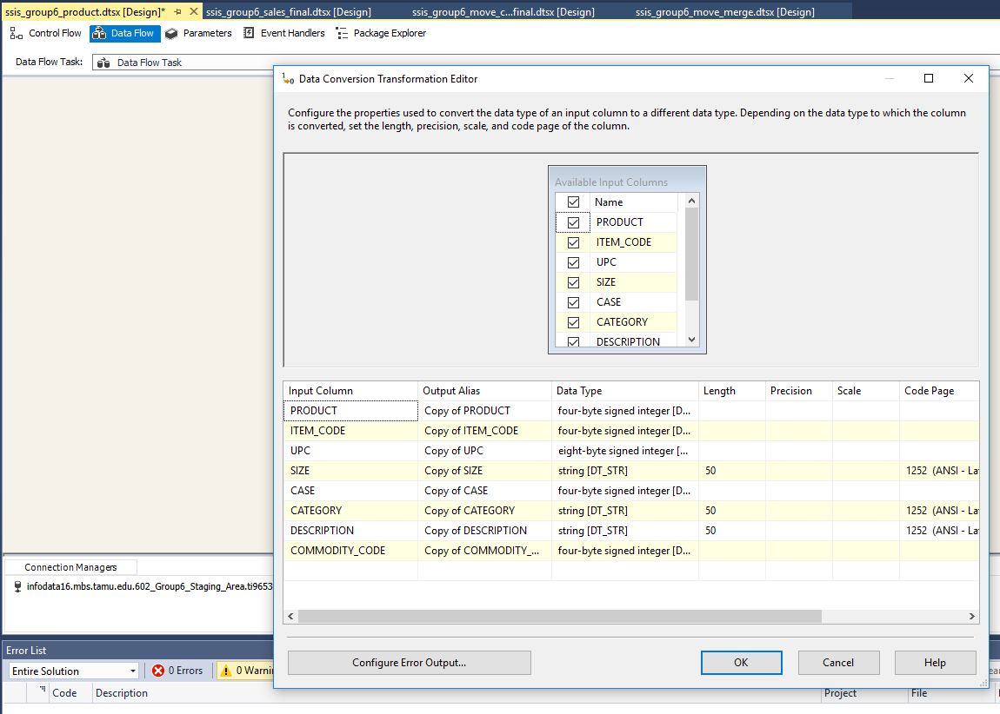 ssis_group6_product.dtsx [Design]* ssis_group6_sales_final.dtsx [Design] ssis_group6_move_c...final.dtsx [Design] ssis_group6_move_merge.dtsx [Design]
Control Flow Data Flow Parameters Event Handlers Package Explorer
Data Flow Task: Data Flow Task
Data Conversion Transformation Editor
Configure the properties used to convert the data type of an input column to a different data type. Depending on the data type to which the column
is converted, set the length, precision, scale, and code page of the column.
Available Input Columns
Name
PRODUCT
ITEM_CODE
UPC
SIZE
CASE
CATEGORY
DESCRIPTION
Input Column Output Alias Data Type Length Precision Scale Code Page
PRODUCT Copy of PRODUCT four-byte signed integer [D...
ITEM_CODE Copy of ITEM_CODE four-byte signed integer [D...
UPC Copy of UPC eight-byte signed integer [...
SIZE Copy of SIZE string [DT_STR] 50 1252 (ANSI - La
CASE Copy of CASE four-byte signed integer [D...
CATEGORY Copy of CATEGORY string [DT_STR] 50 1252 (ANSI - La
DESCRIPTION Copy of DESCRIPTION string [DT_STR] 50 1252 (ANSI - La
COMMODITY_CODE Copy of COMMODITY_... four-byte signed integer [D...
Configure Error Output... OK Cancel Help
Connection Managers
infodata16.mbs.tamu.edu.602_Group6_Staging_Area.ti9653
Error List
Entire Solution 0 Errors 0 Warnin
Code Description Project File